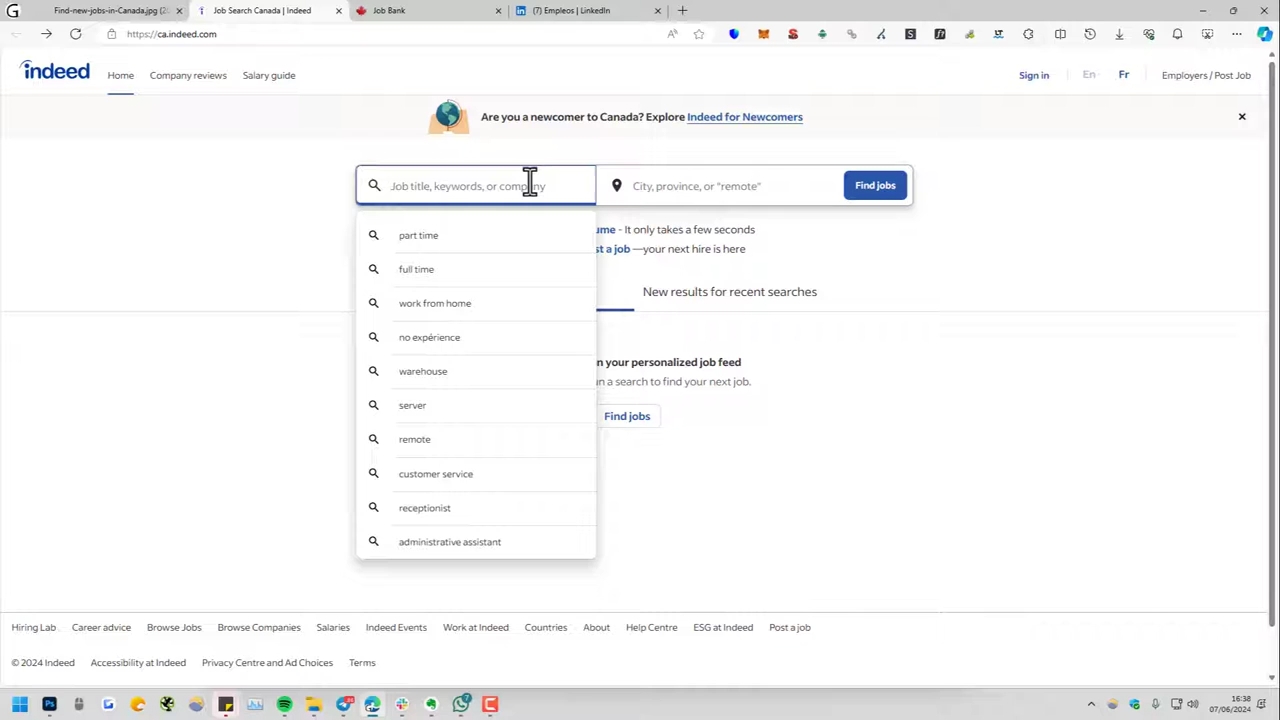 Find-new-jobs-in-Canada.jpg (2
Job Search Canada | Indeed
Job Bank
(7) Empleos | LinkedIn
https://ca.indeed.com
indeed
Home
Company reviews
Salary guide
Sign in
En
Fr
Employers / Post Job
Are you a newcomer to Canada? Explore Indeed for Newcomers
Job title, keywords, or company
City, province, or "remote"
Find jobs
part time
full time
work from home
no expérience
warehouse
server
remote
customer service
receptionist
administrative assistant
ume - It only takes a few seconds
st a job —your next hire is here
New results for recent searches
n your personalized job feed
un a search to find your next job.
Find jobs
Hiring Lab
Career advice
Browse Jobs
Browse Companies
Salaries
Indeed Events
Work at Indeed
Countries
About
Help Centre
ESG at Indeed
Post a job
© 2024 Indeed
Accessibility at Indeed
Privacy Centre and Ad Choices
Terms
16:38
07/06/2024